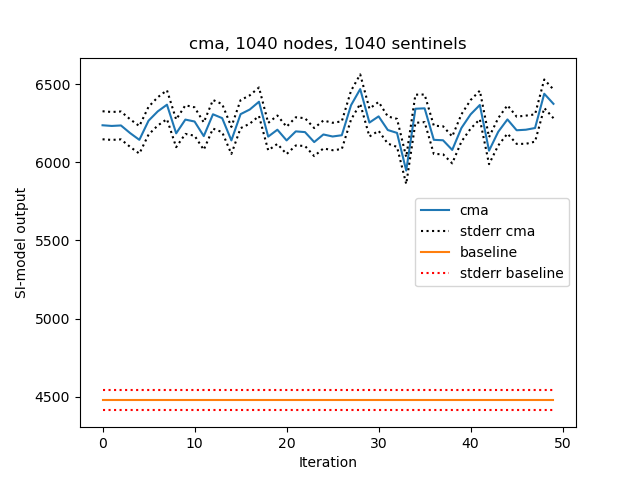 cma, 1040 nodes, 1040 sentinels
SI-model output
6500
6000
5500
5000
4500
cma
stderr cma
baseline
stderr baseline
0 10 20 30 40 50
Iteration